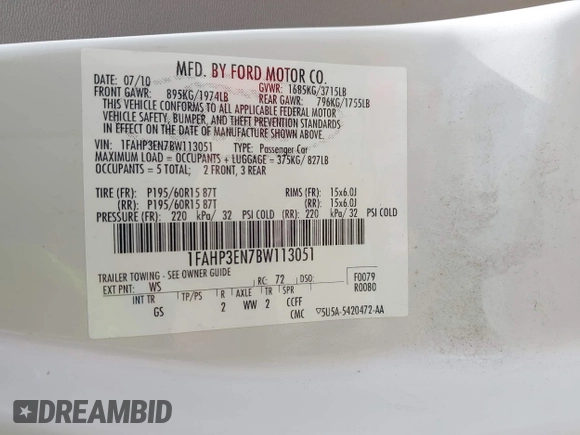 MFD. BY FORD MOTOR CO.
DATE: 07/10 GVWR: 1685KG/3715LB
FRONT GAWR: 895KG/1974LB REAR GAWR: 796KG/1755LB
THIS VEHICLE CONFORMS TO ALL APPLICABLE FEDERAL MOTOR
VEHICLE SAFETY, BUMPER, AND THEFT PREVENTION STANDARDS
IN EFFECT ON THE DATE OF MANUFACTURE SHOWN ABOVE.
VIN: 1FAHP3EN7BW113051 TYPE: Passenger Car
MAXIMUM LOAD = OCCUPANTS + LUGGAGE = 375KG/ 827LB
OCCUPANTS = 5 TOTAL: 2 FRONT, 3 REAR
TIRE (FR): P195/60R15 87T RIMS (FR): 15x6.0J
(RR): P195/60R15 87T (RR): 15x6.0J
PRESSURE (FR): 220 kPa/ 32 PSI COLD (RR): 220 kPa/ 32 PSI COLD
1FAHP3EN7BW113051
TRAILER TOWING - SEE OWNER GUIDE
EXT PNT: WS RC: 72 DSO: F0079
R0080
INT TR TP/PS R AXLE TR SPR CCFF
GS 2 WW 2 CMC ▽5U5A-5420472-AA
DREAMBID